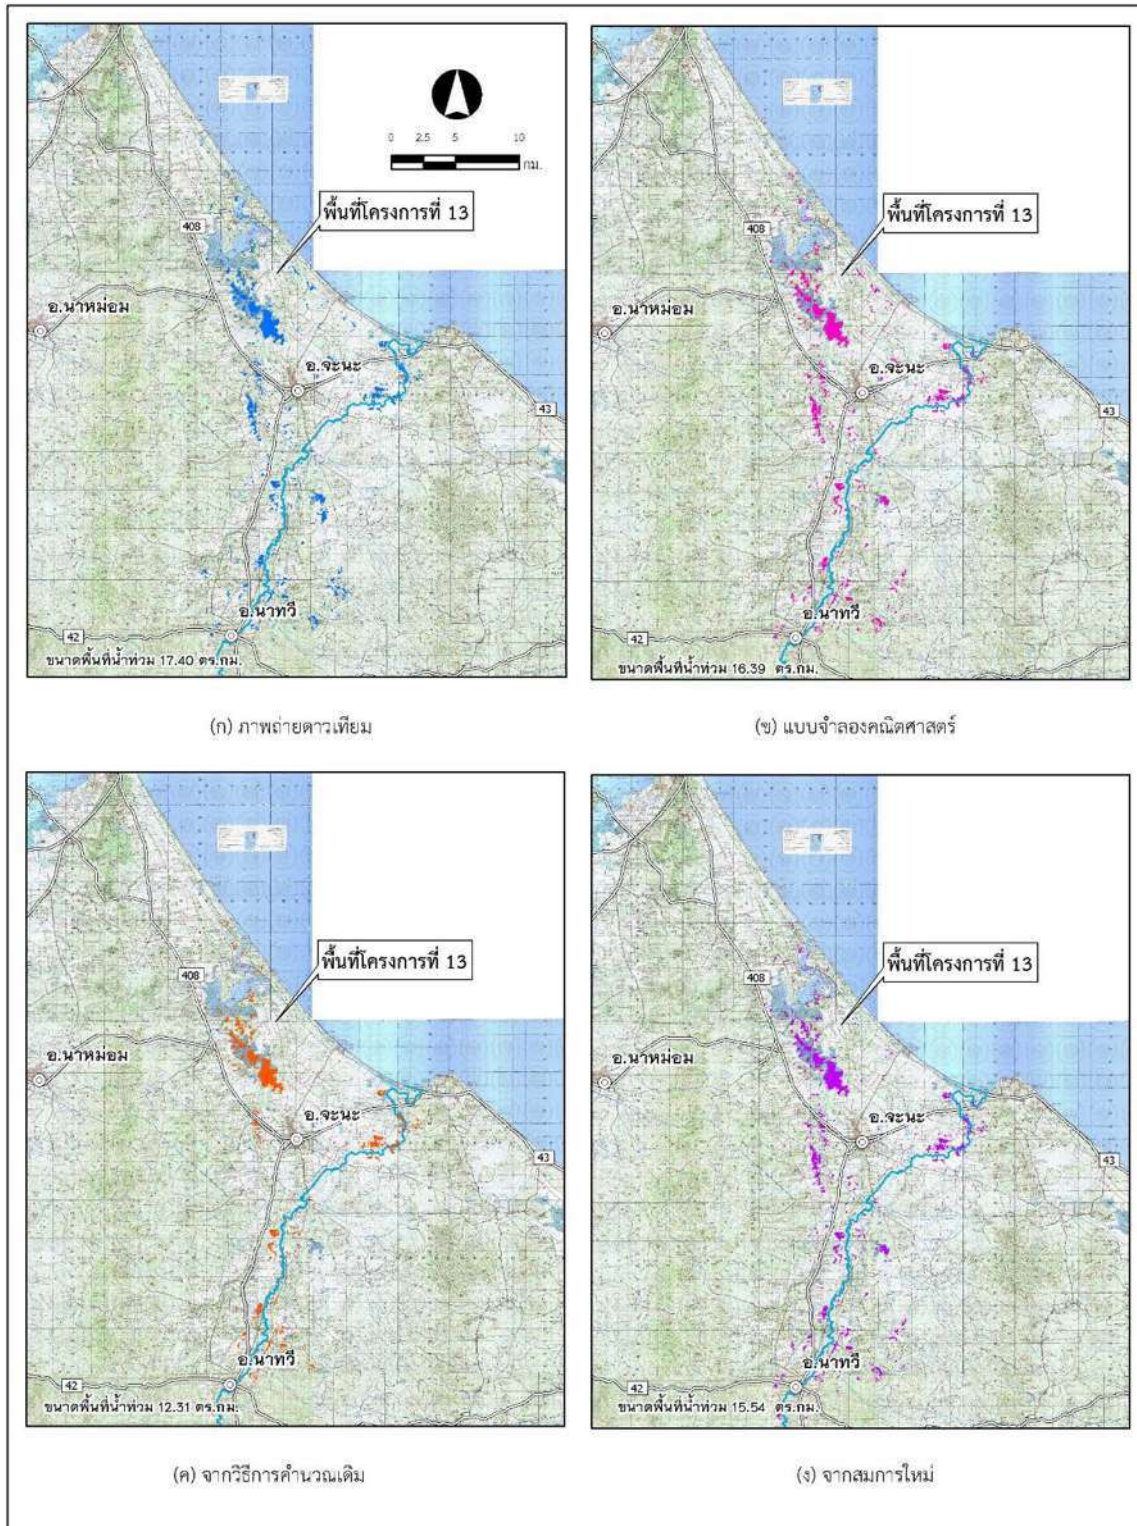 0 2.5 5 10
กม.
พื้นที่โครงการที่ 13
408
อ.นาหม่อม
อ.จะนะ
43
อ.นาทวี
42
ขนาดพื้นที่น้ำท่วม 17.40 ตร.กม.
(ก) ภาพถ่ายดาวเทียม
พื้นที่โครงการที่ 13
408
อ.นาหม่อม
อ.จะนะ
43
อ.นาทวี
42
ขนาดพื้นที่น้ำท่วม 16.39 ตร.กม.
(ข) แบบจำลองคณิตศาสตร์
พื้นที่โครงการที่ 13
408
อ.นาหม่อม
อ.จะนะ
43
อ.นาทวี
42
ขนาดพื้นที่น้ำท่วม 12.31 ตร.กม.
(ค) จากวิธีการคำนวณเดิม
พื้นที่โครงการที่ 13
408
อ.นาหม่อม
อ.จะนะ
43
อ.นาทวี
42
ขนาดพื้นที่น้ำท่วม 15.54 ตร.กม.
(ง) จากสมการใหม่